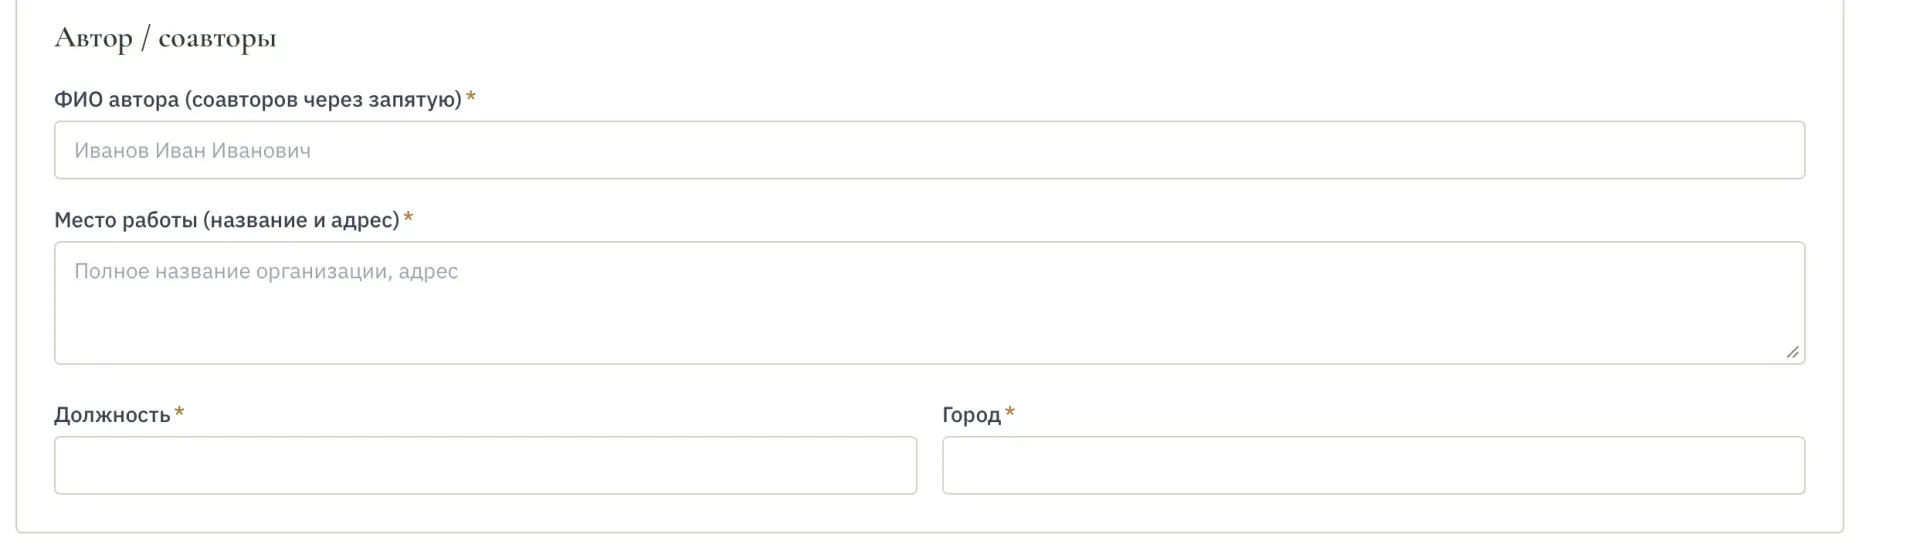 Автор / соавторы
ФИО автора (соавторов через запятую) *
Иванов Иван Иванович
Место работы (название и адрес) *
Полное название организации, адрес
Должность *
Город *